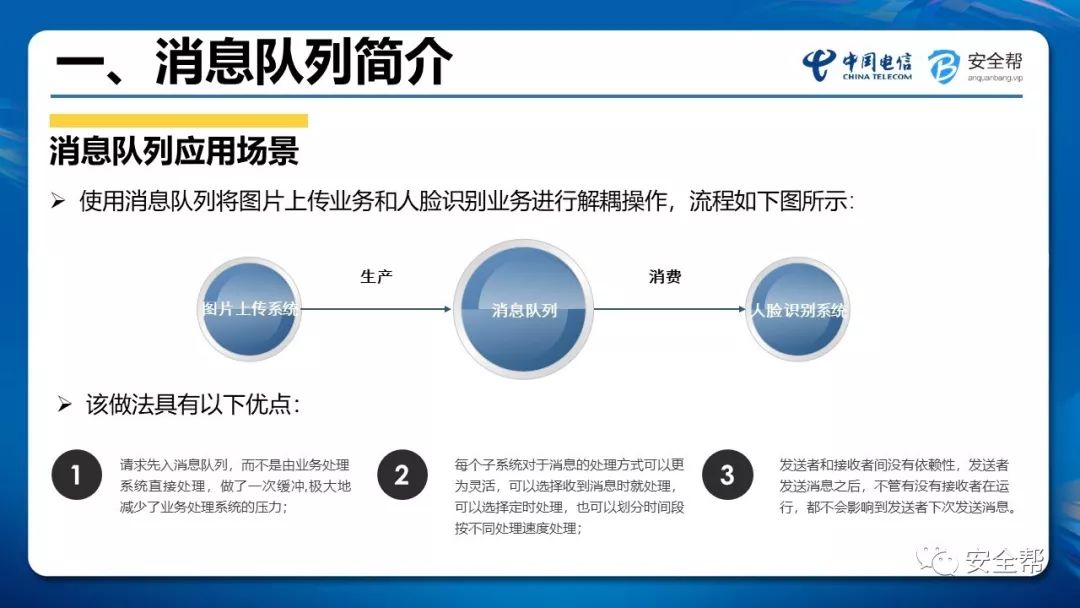 一、消息队列简介
中国电信
CHINA TELECOM
安全帮
anquanbang.vip
消息队列应用场景
➢ 使用消息队列将图片上传业务和人脸识别业务进行解耦操作，流程如下图所示：
生产
消费
图片上传系统
消息队列
人脸识别系统
➢ 该做法具有以下优点：
1
请求先入消息队列，而不是由业务处理
系统直接处理，做了一次缓冲,极大地
减少了业务处理系统的压力；
2
每个子系统对于消息的处理方式可以更
为灵活，可以选择收到消息时就处理，
可以选择定时处理，也可以划分时间段
按不同处理速度处理；
3
发送者和接收者间没有依赖性，发送者
发送消息之后，不管有没有接收者在运
行，都不会影响到发送者下次发送消息。
安全帮